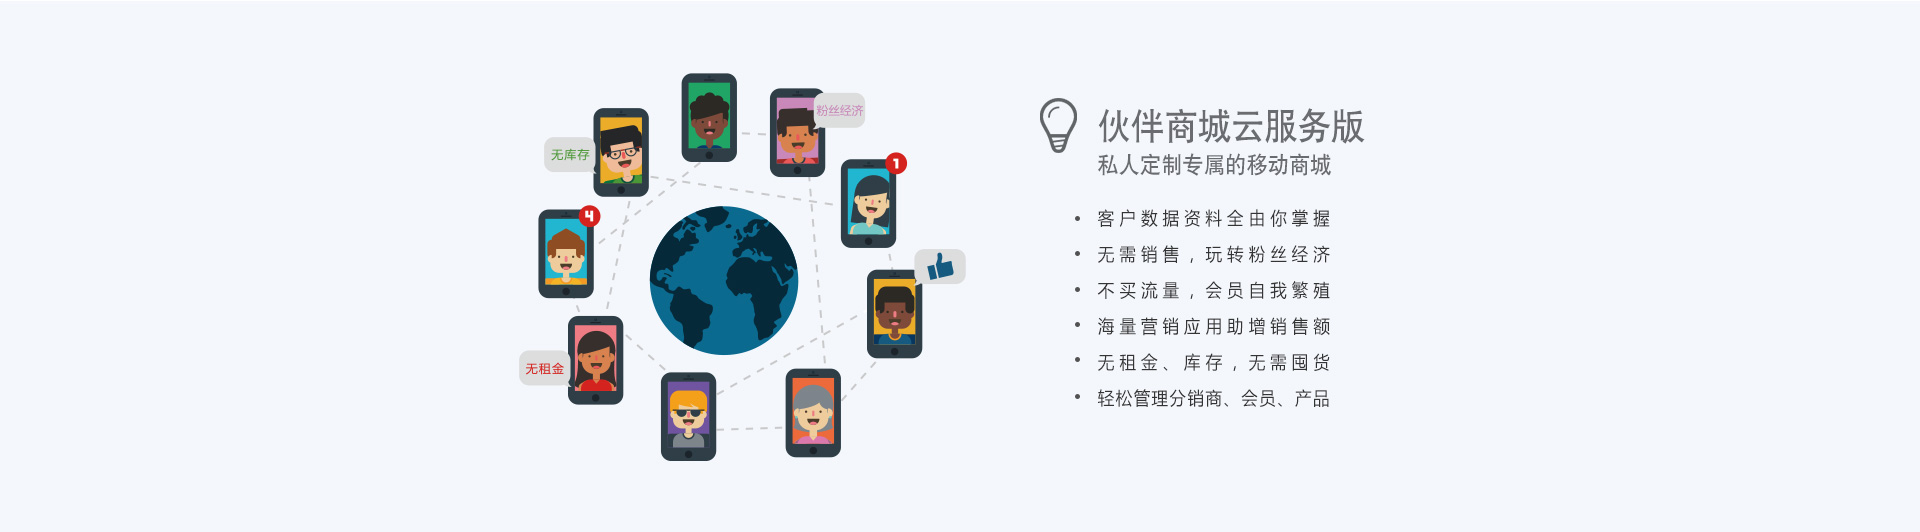 粉丝经济
无库存
1
4
无租金
伙伴商城云服务版
私人定制专属的移动商城
• 客户数据资料全由你掌握
• 无需销售，玩转粉丝经济
• 不买流量，会员自我繁殖
• 海量营销应用助增销售额
• 无租金、库存，无需囤货
• 轻松管理分销商、会员、产品